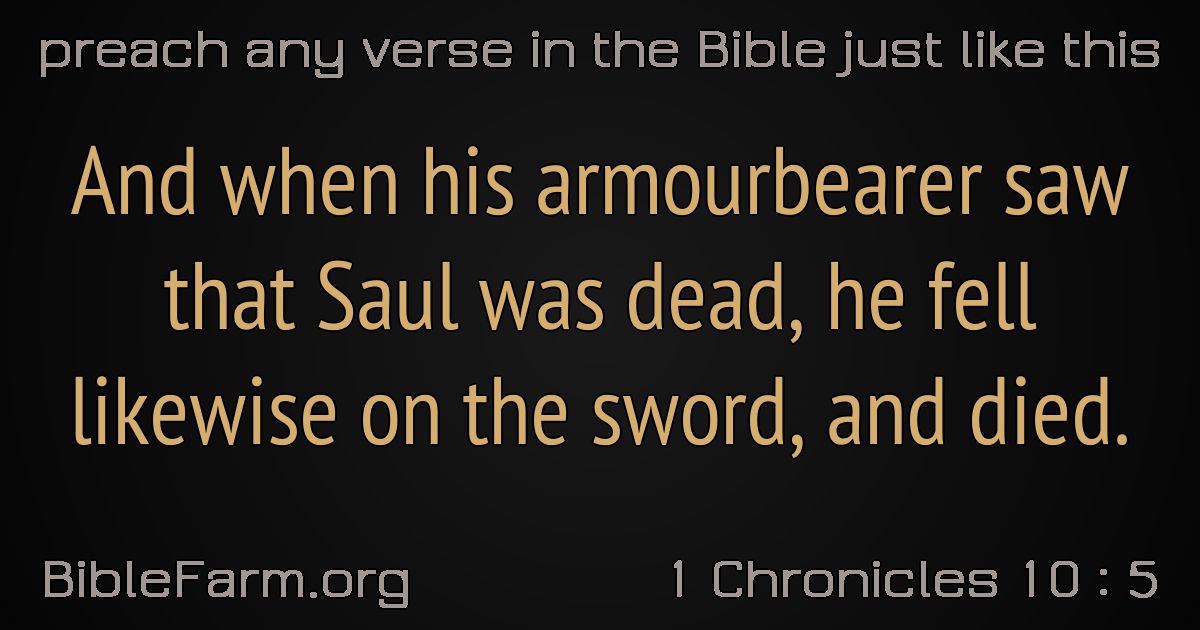 preach any verse in the Bible just like this
And when his armourbearer saw
that Saul was dead, he fell
likewise on the sword, and died.
BibleFarm.org
1 Chronicles 10 : 5